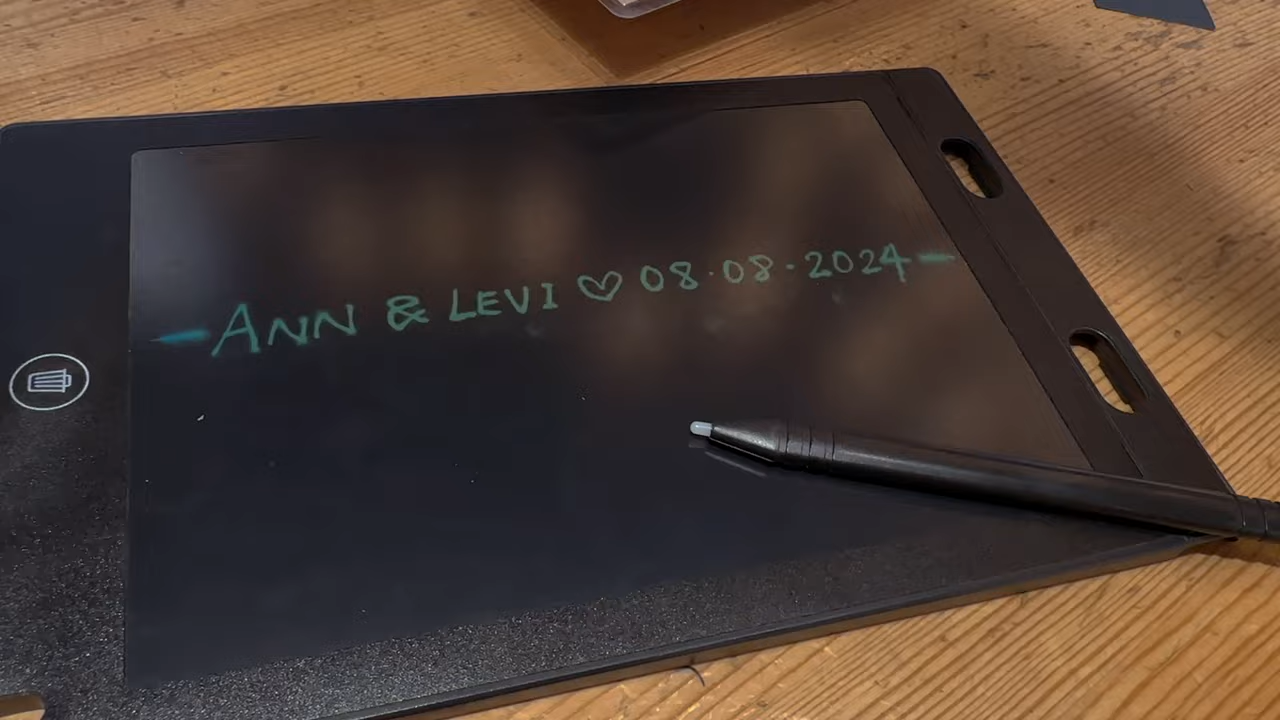 - ANN & LEVI ♡ 08.08.2024 -